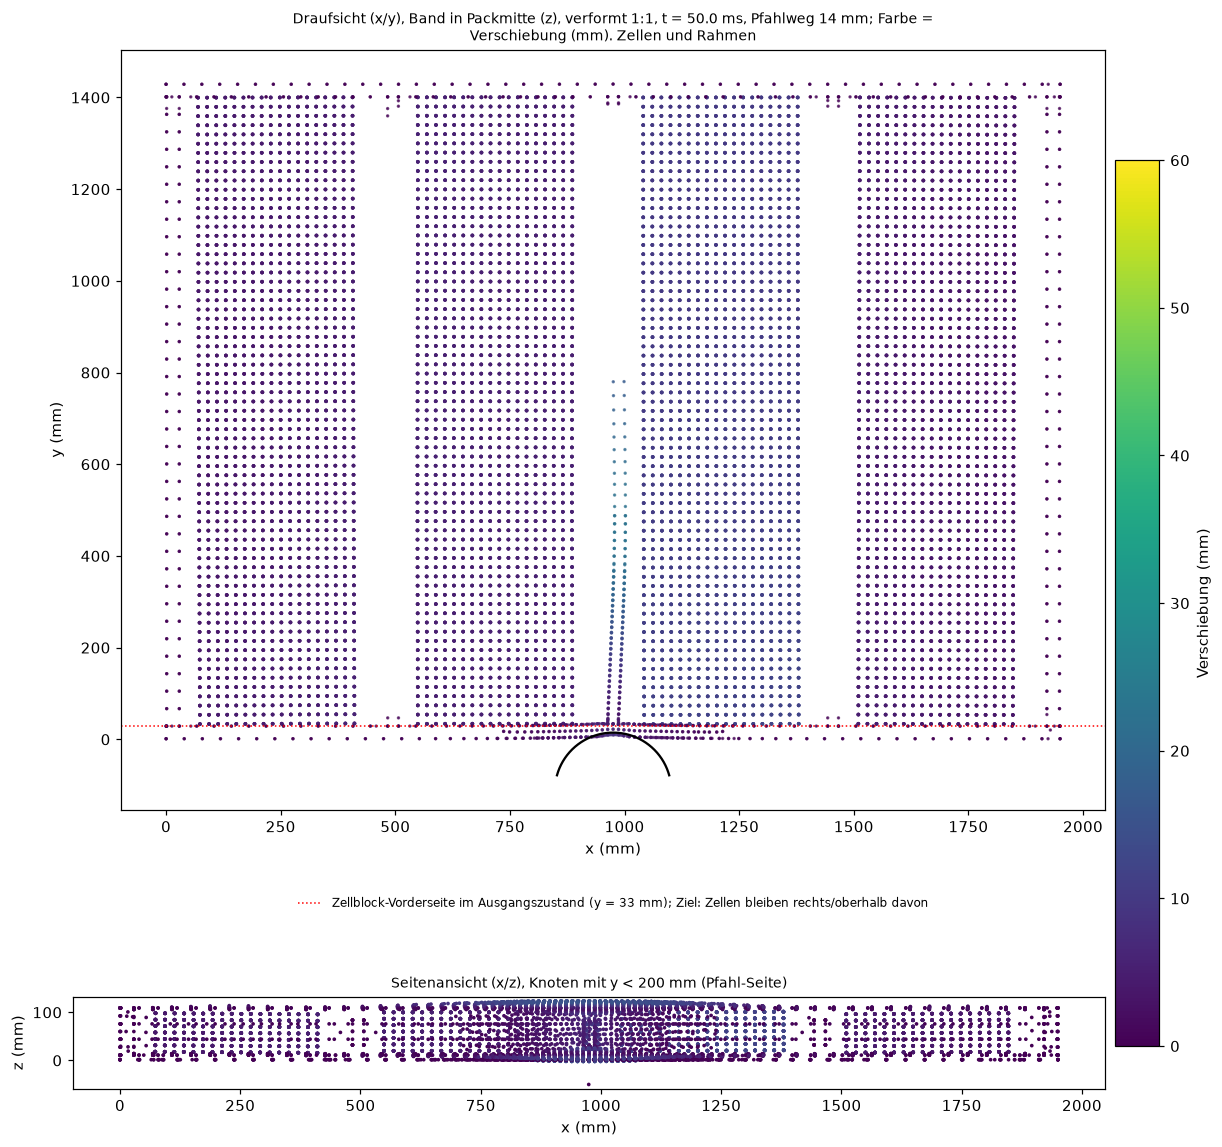 Draufsicht (x/y), Band in Packmitte (z), verformt 1:1, t = 50.0 ms, Pfahlweg 14 mm; Farbe =
Verschiebung (mm). Zellen und Rahmen
1400
1200
1000
800
600
400
200
0
y (mm)
0 250 500 750 1000 1250 1500 1750 2000
x (mm)
60
50
40
30
20
10
0
Verschiebung (mm)
Zellblock-Vorderseite im Ausgangszustand (y = 33 mm); Ziel: Zellen bleiben rechts/oberhalb davon
Seitenansicht (x/z), Knoten mit y < 200 mm (Pfahl-Seite)
100
0
z (mm)
0 250 500 750 1000 1250 1500 1750 2000
x (mm)